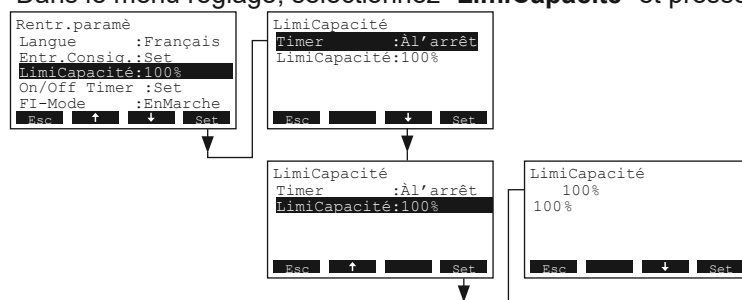 Dans le menu réglage, sélectionnez "LimiCapacité" et presse
Rentr.paramè
Langue :Français
Entr.Consig.:Set
LimiCapacité:100%
On/Off Timer :Set
FI-Mode :EnMarche
Esc ↑ ↓ Set
LimiCapacité
Timer :Àl'arrêt
LimiCapacité:100%
Esc ↓ Set
LimiCapacité
Timer :Àl'arrêt
LimiCapacité:100%
Esc ↑ Set
LimiCapacité
100%
100%
Esc ↓ Set